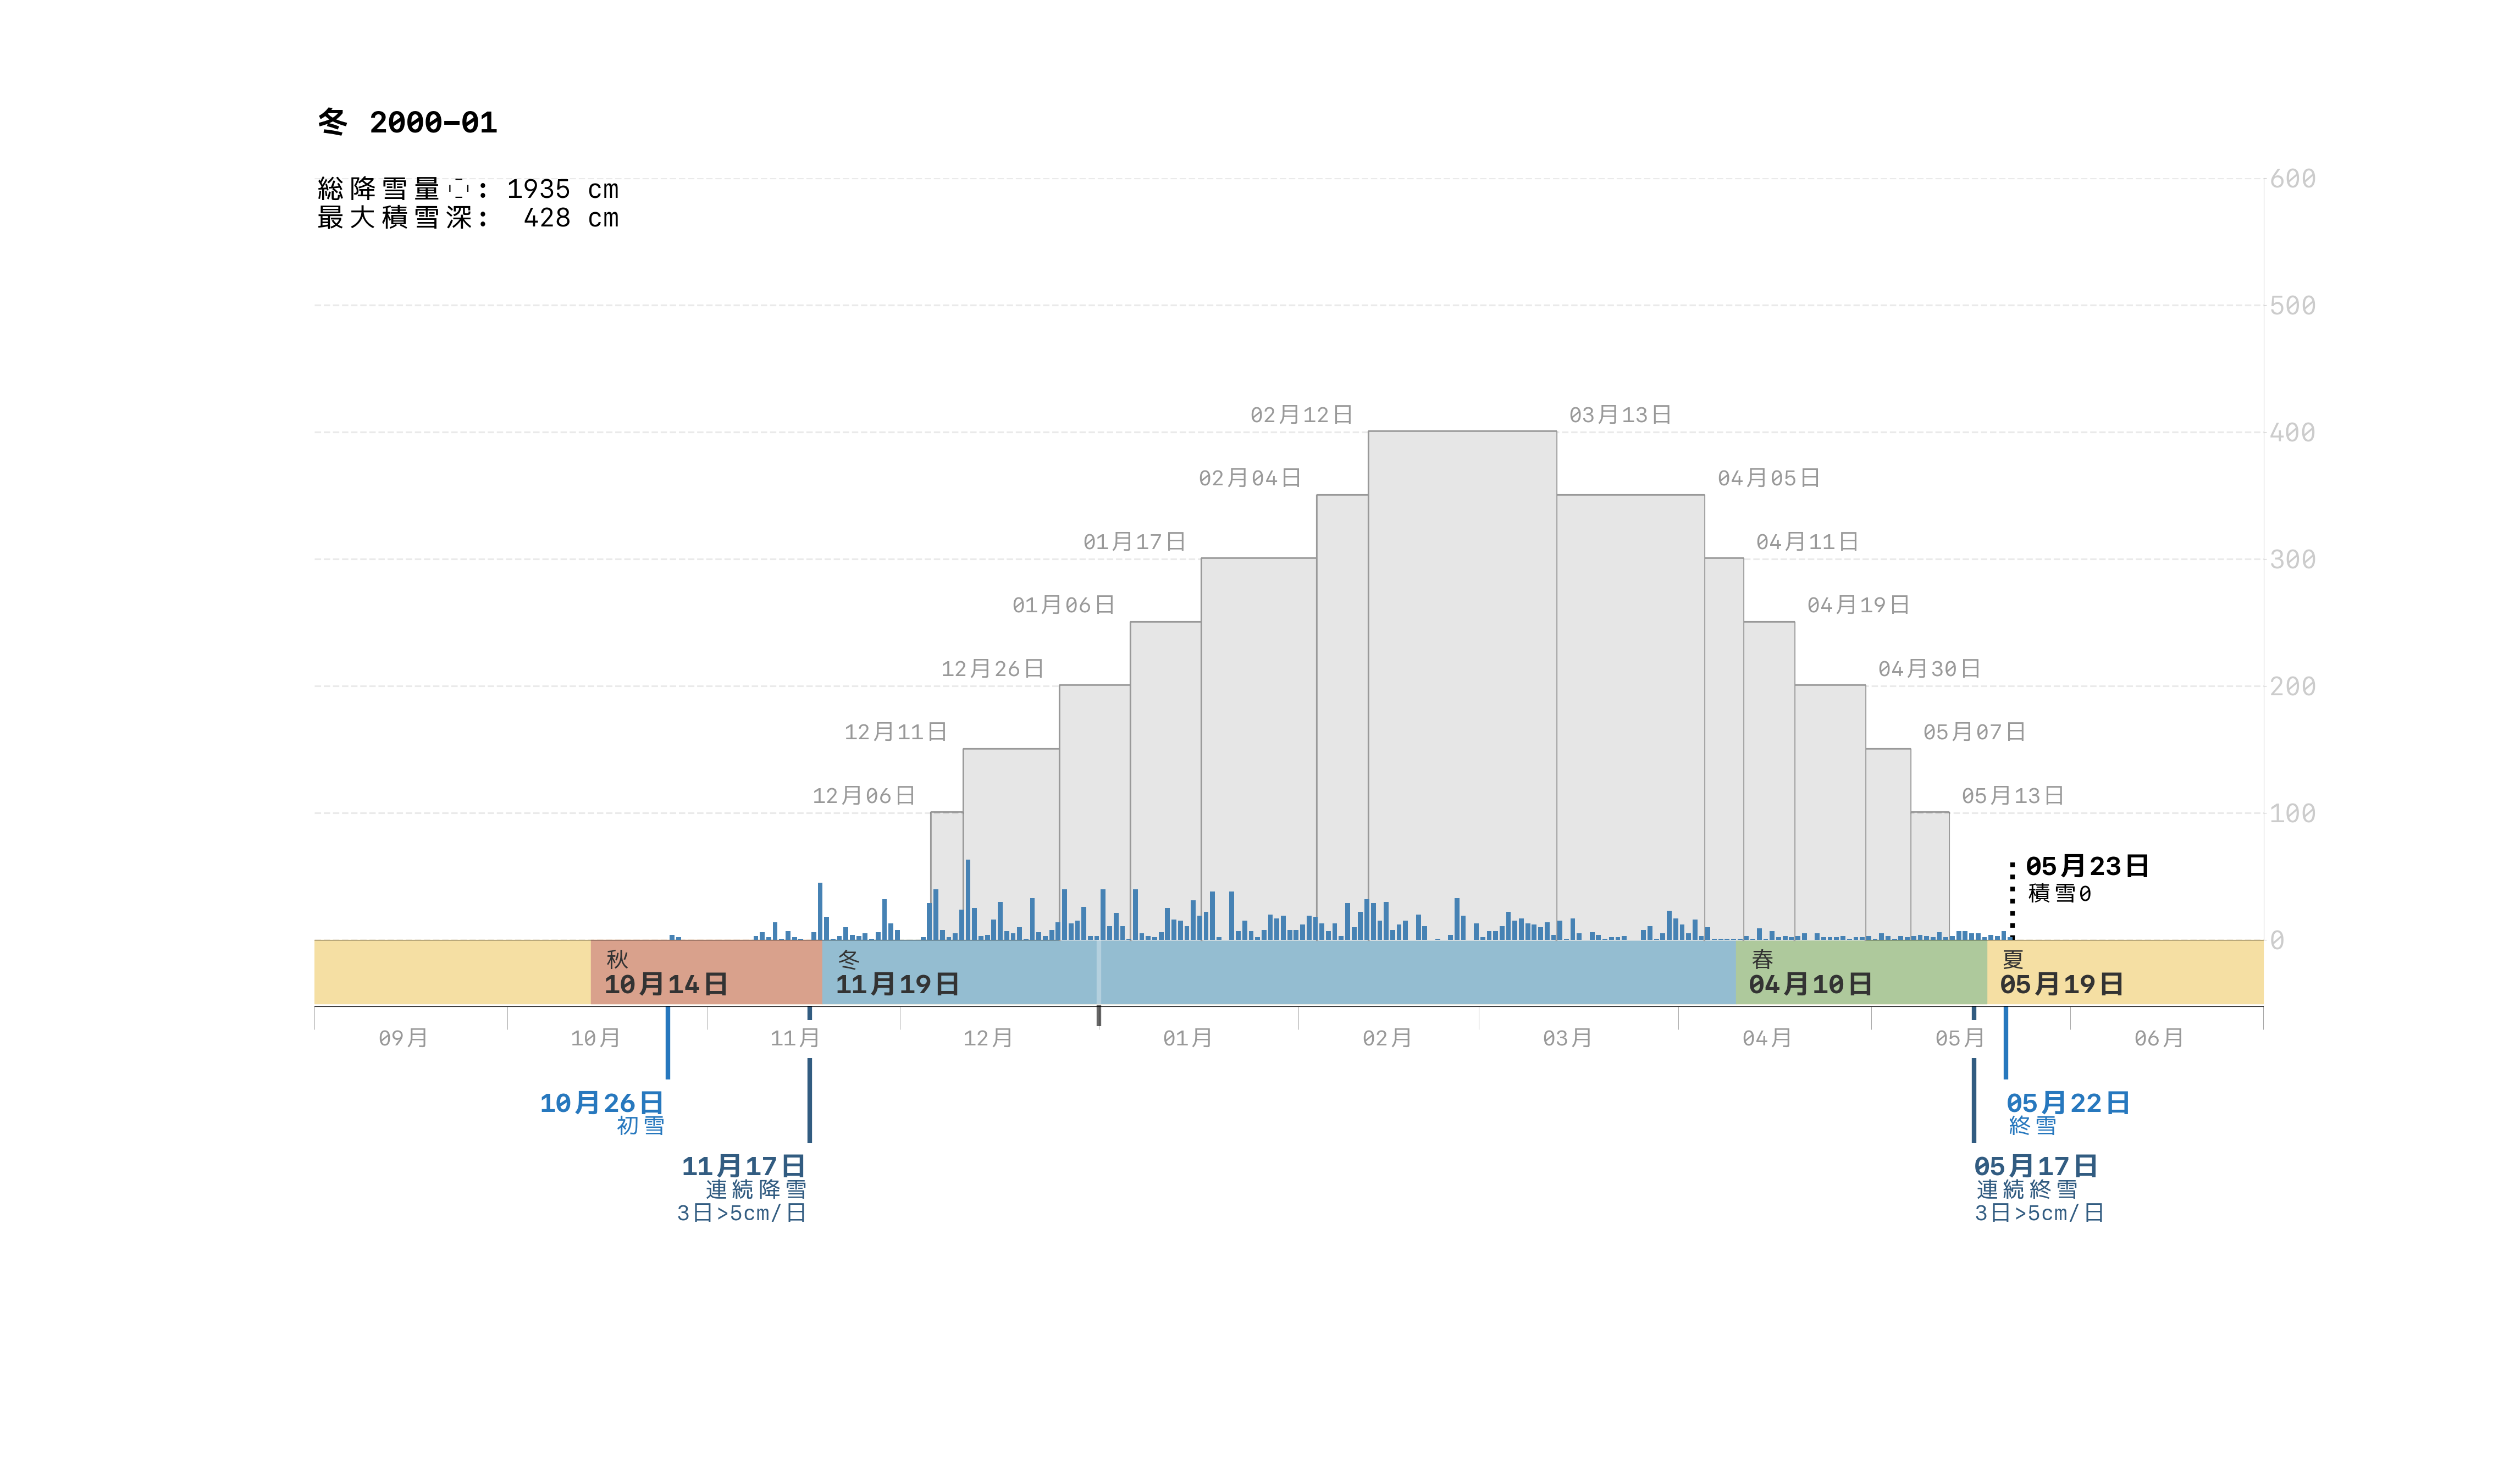 冬 2000–01
総降雪量: 1935 cm
最大積雪深: 428 cm
600
500
400
300
200
100
0
02月12日
03月13日
02月04日
04月05日
01月17日
04月11日
01月06日
04月19日
12月26日
04月30日
12月11日
05月07日
12月06日
05月13日
05月23日
積雪0
秋
10月14日
冬
11月19日
春
04月10日
夏
05月19日
09月
10月
11月
12月
01月
02月
03月
04月
05月
06月
10月26日
初雪
05月22日
終雪
11月17日
連続降雪
3日>5cm/日
05月17日
連続終雪
3日>5cm/日